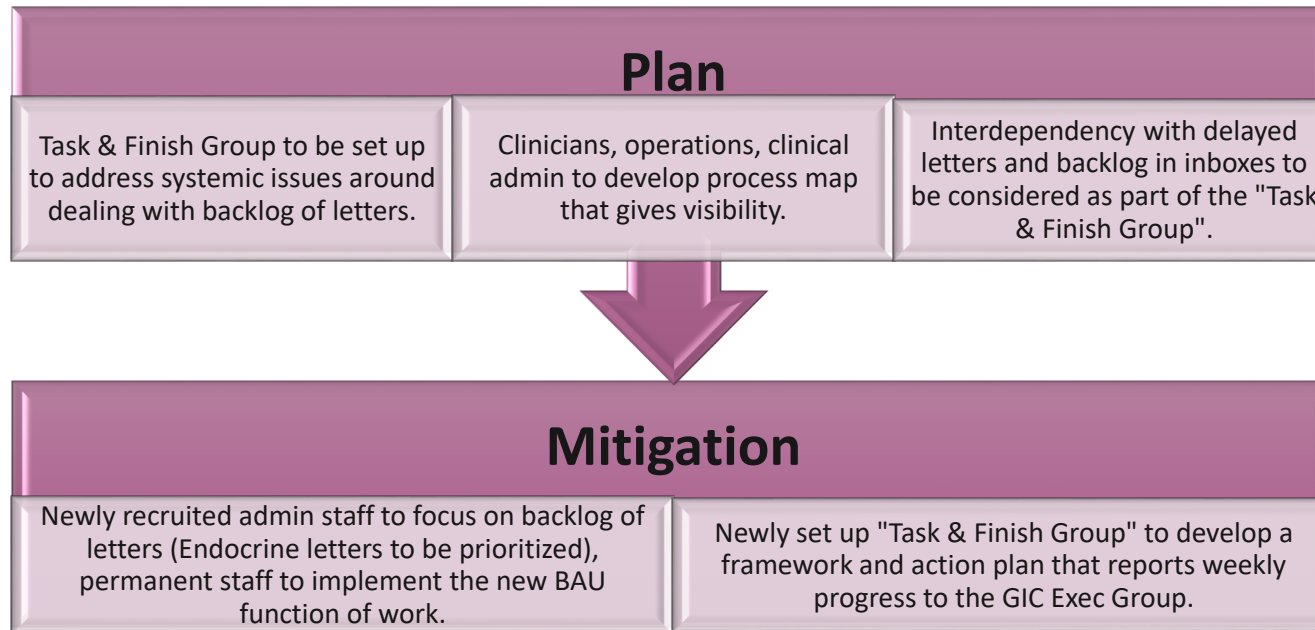 Plan
Task & Finish Group to be set up
to address systemic issues around
dealing with backlog of letters.
Clinicians, operations, clinical
admin to develop process map
that gives visibility.
Interdependency with delayed
letters and backlog in inboxes to
be considered as part of the "Task
& Finish Group".
Mitigation
Newly recruited admin staff to focus on backlog of
letters (Endocrine letters to be prioritized),
permanent staff to implement the new BAU
function of work.
Newly set up "Task & Finish Group" to develop a
framework and action plan that reports weekly
progress to the GIC Exec Group.